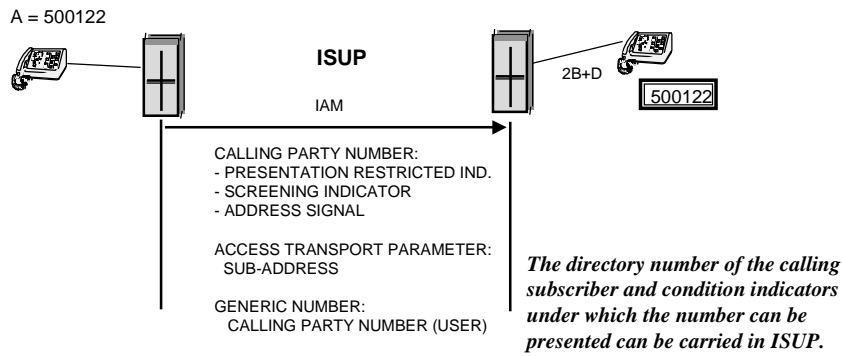 A = 500122
ISUP
2B+D
500122
IAM
CALLING PARTY NUMBER:
- PRESENTATION RESTRICTED IND.
- SCREENING INDICATOR
- ADDRESS SIGNAL
ACCESS TRANSPORT PARAMETER:
SUB-ADDRESS
GENERIC NUMBER:
CALLING PARTY NUMBER (USER)
The directory number of the calling
subscriber and condition indicators
under which the number can be
presented can be carried in ISUP.